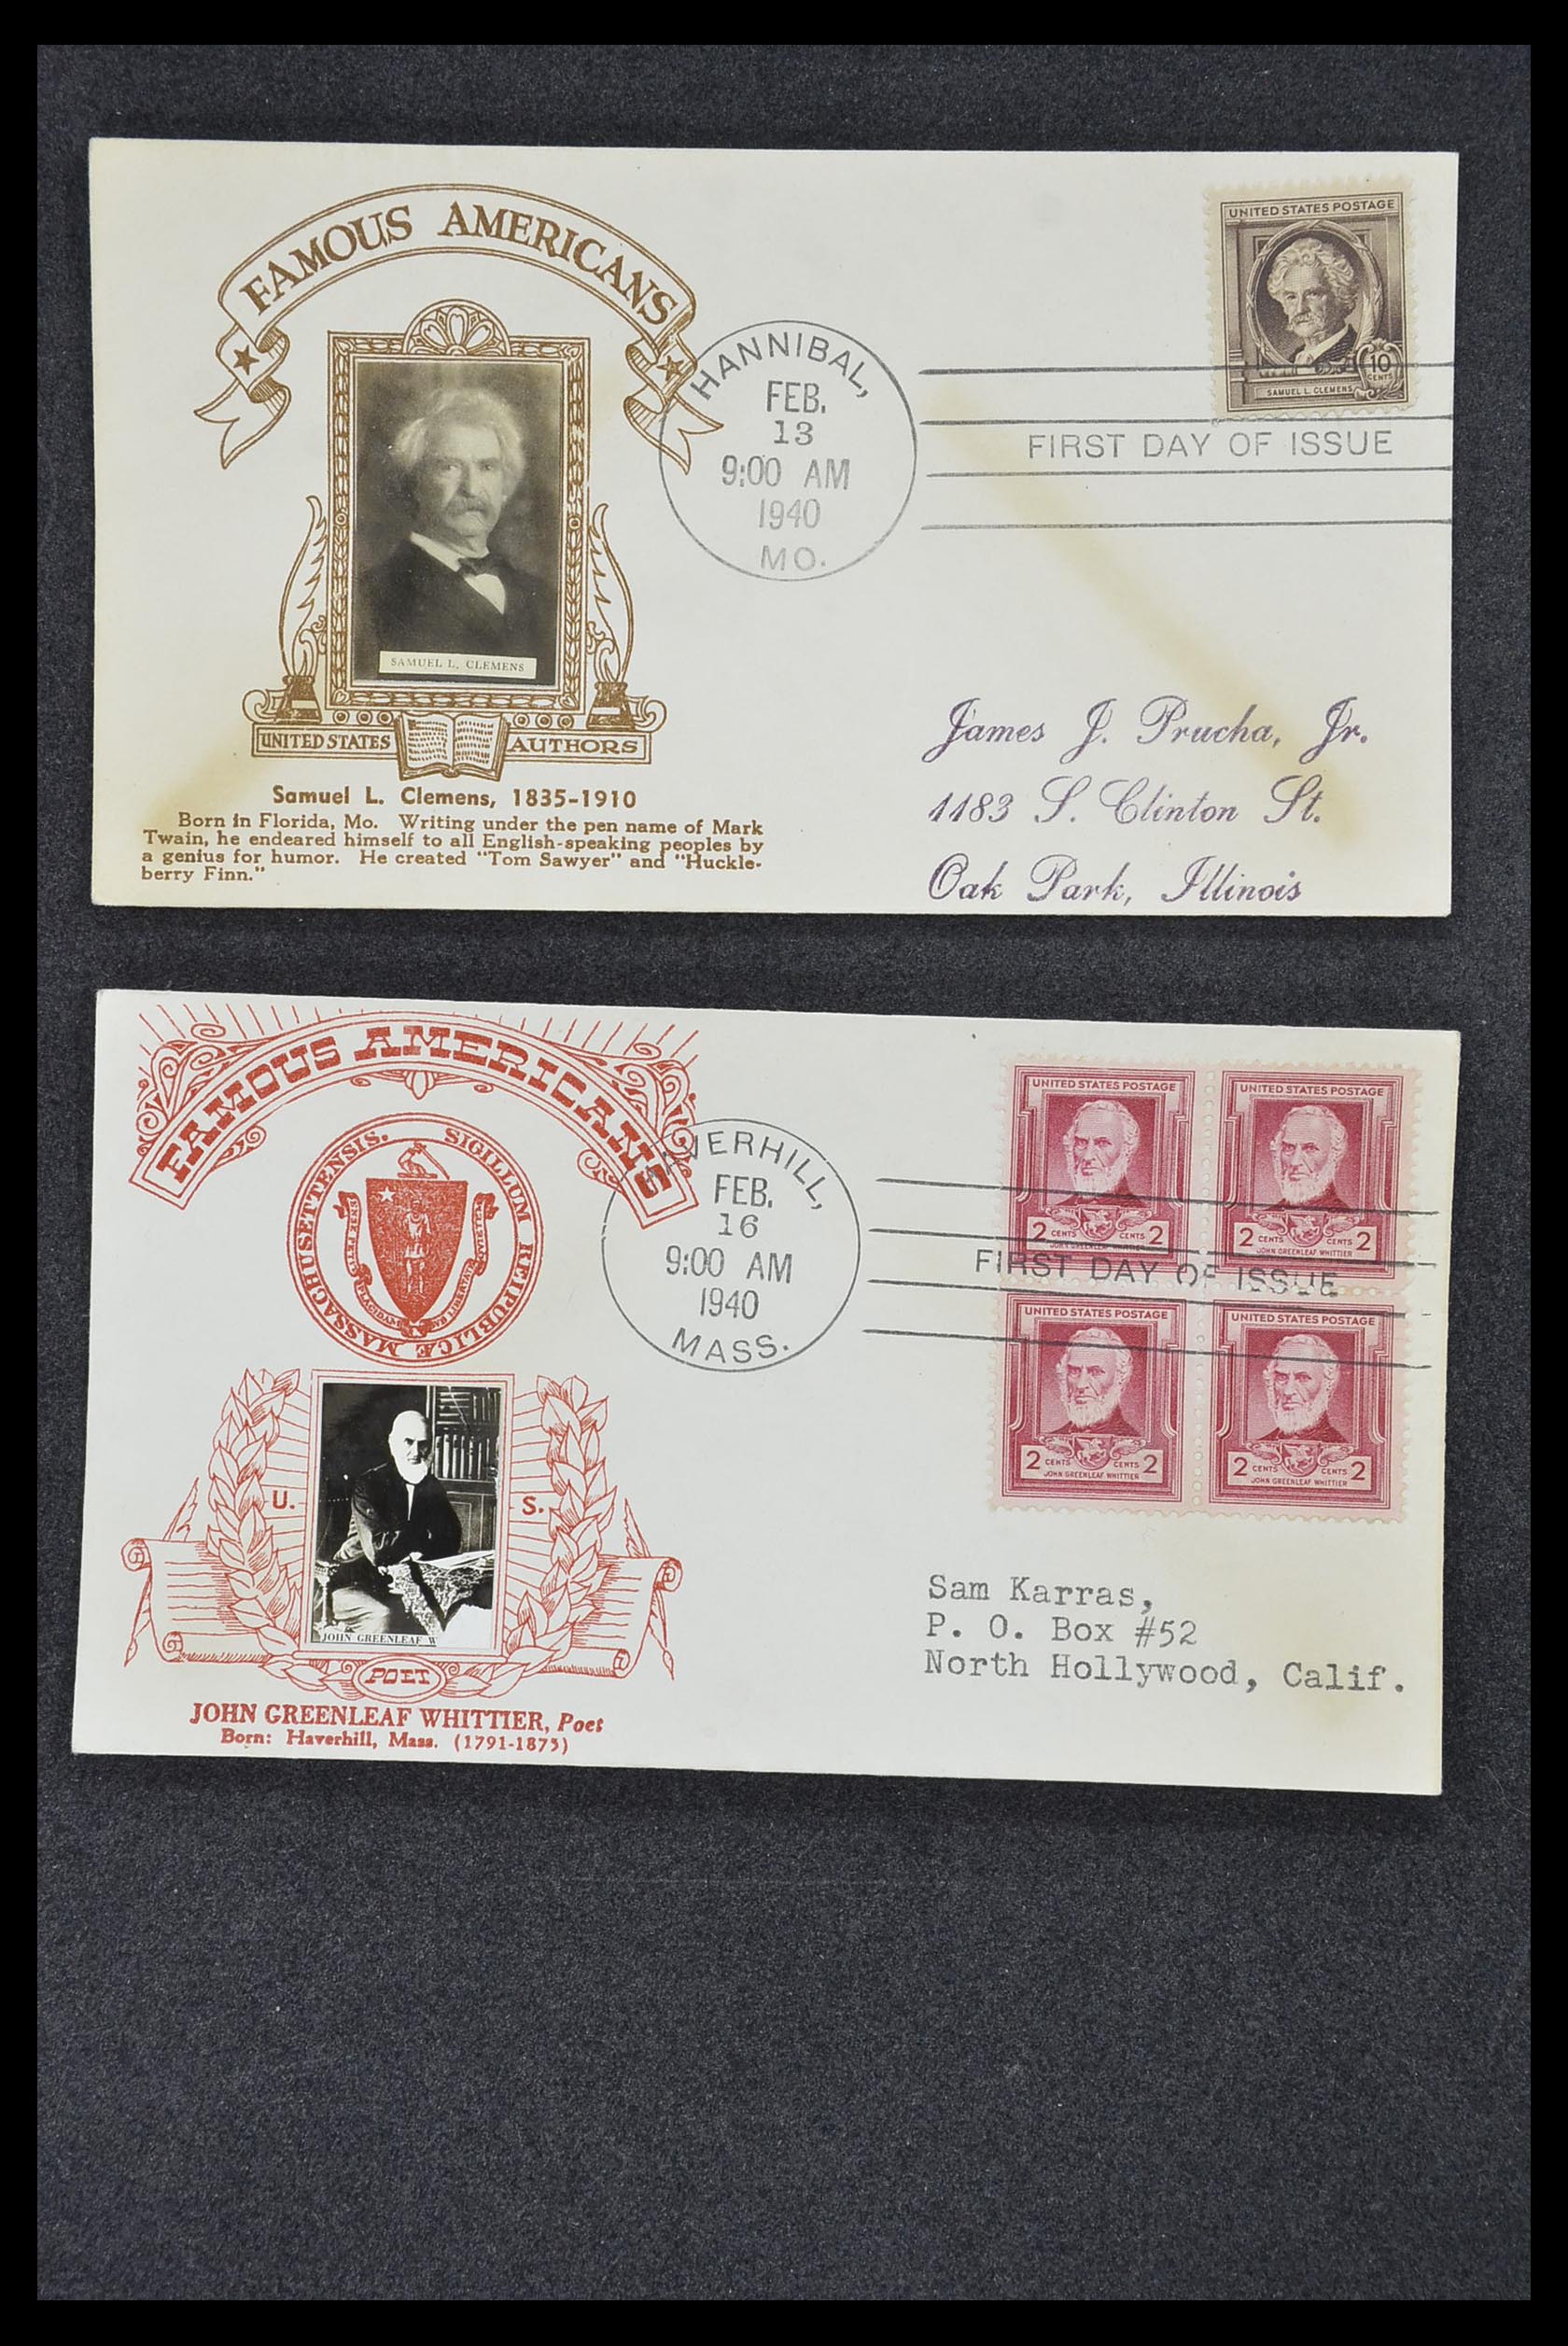 FAMOUS AMERICANS
SAMUEL L. CLEMENS
UNITED STATES AUTHORS
Samuel L. Clemens, 1835-1910
Born in Florida, Mo. Writing under the pen name of Mark
Twain, he endeared himself to all English-speaking peoples by
a genius for humor. He created "Tom Sawyer" and "Huckle-
berry Finn."
HANNIBAL,
FEB.
13
9:00 AM
1940
MO.
UNITED STATES POSTAGE
10
CENTS
SAMUEL L. CLEMENS
FIRST DAY OF ISSUE
James J. Prucha, Jr.
1183 S. Clinton St.
Oak Park, Illinois
FAMOUS AMERICANS
SIGILLUM REIPUBLICÆ MASSACHUSETTENSIS.
U. S.
JOHN GREENLEAF W
POET
JOHN GREENLEAF WHITTIER, Poet
Born: Haverhill, Mass. (1791-1875)
HAVERHILL,
FEB.
16
9:00 AM
1940
MASS.
UNITED STATES POSTAGE
2 CENTS CENTS 2
JOHN GREENLEAF WHITTIER
UNITED STATES POSTAGE
2 CENTS CENTS 2
JOHN GREENLEAF WHITTIER
FIRST DAY OF ISSUE
UNITED STATES POSTAGE
2 CENTS CENTS 2
JOHN GREENLEAF WHITTIER
UNITED STATES POSTAGE
2 CENTS CENTS 2
JOHN GREENLEAF WHITTIER
Sam Karras,
P. O. Box #52
North Hollywood, Calif.